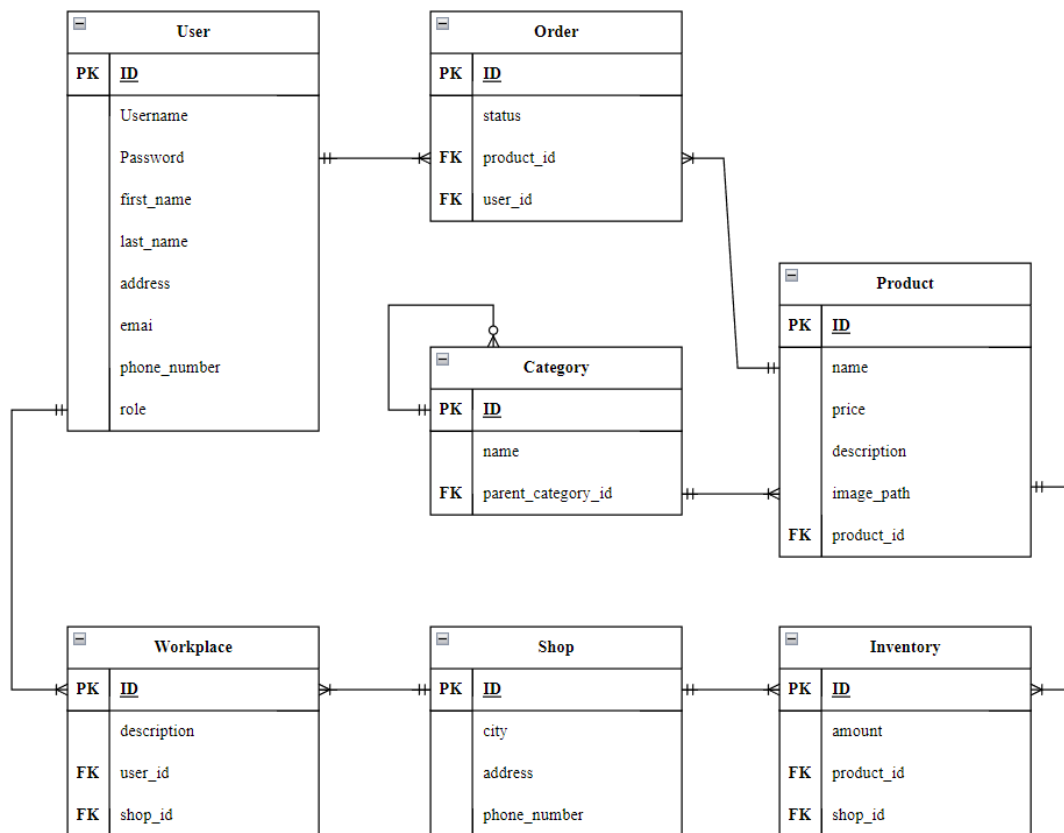 User
PK ID
Username
Password
first_name
last_name
address
emai
phone_number
role
Order
PK ID
status
FK product_id
FK user_id
Category
PK ID
name
FK parent_category_id
Product
PK ID
name
price
description
image_path
FK product_id
Workplace
PK ID
description
FK user_id
FK shop_id
Shop
PK ID
city
address
phone_number
Inventory
PK ID
amount
FK product_id
FK shop_id